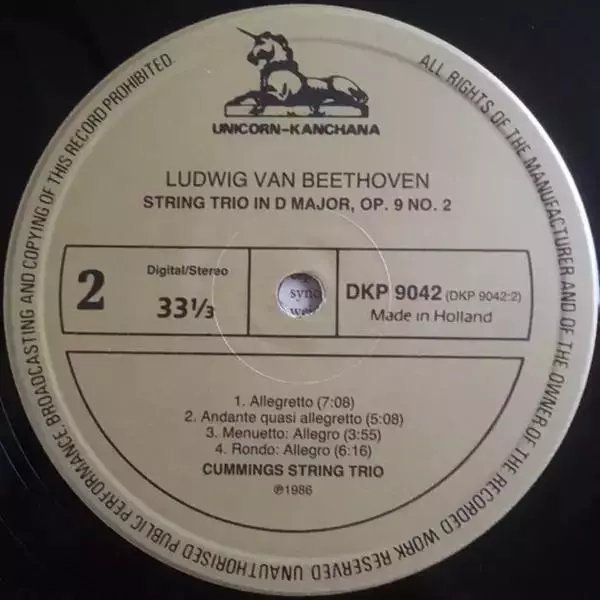 UNICORN-KANCHANA
LUDWIG VAN BEETHOVEN
STRING TRIO IN D MAJOR, OP. 9 NO. 2
2
Digital/Stereo
33⅓
DKP 9042 (DKP 9042:2)
Made in Holland
1. Allegretto (7:08)
2. Andante quasi allegretto (5:08)
3. Menuetto: Allegro (3:55)
4. Rondo: Allegro (6:16)
CUMMINGS STRING TRIO
℗1986
ALL RIGHTS OF THE MANUFACTURER AND OF THE OWNER OF THE RECORDED WORK RESERVED UNAUTHORISED PUBLIC PERFORMANCE, BROADCASTING AND COPYING OF THIS RECORD PROHIBITED.